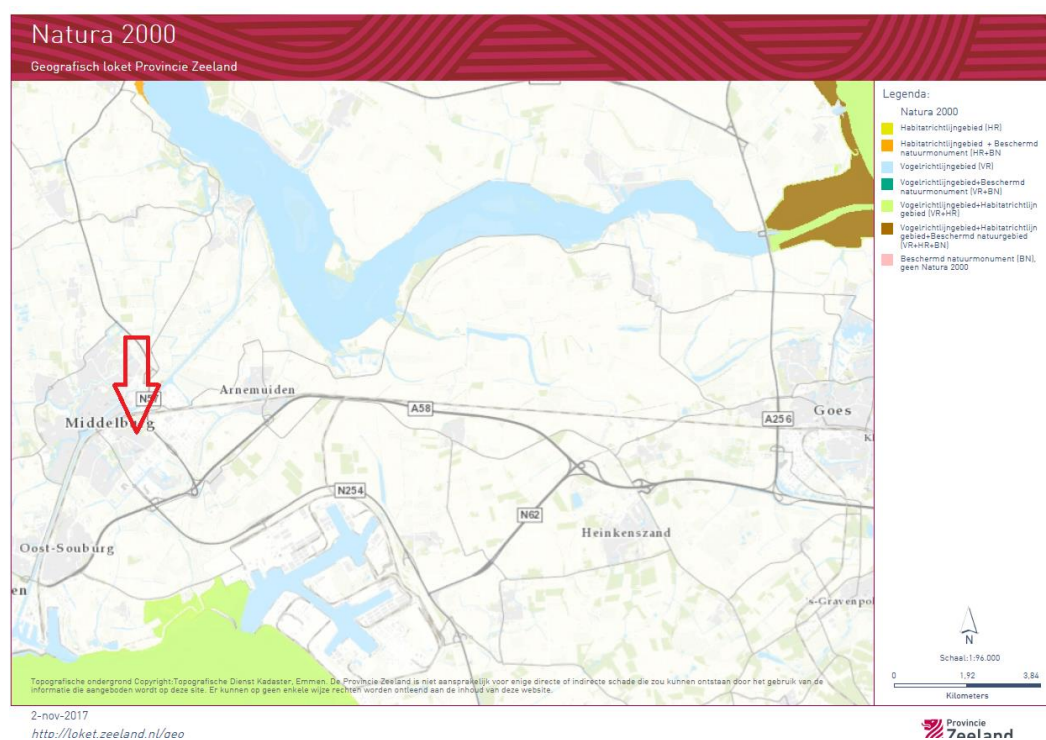 Natura 2000
Geografisch loket Provincie Zeeland
Legenda:
Natura 2000
Habitatrichtlijngebied (HR)
Habitatrichtlijngebied + Beschermd
natuurmonument (HR+BN
Vogelrichtlijngebied (VR)
Vogelrichtlijngebied+Beschermd
natuurmonument (VR+BN)
Vogelrichtlijngebied+Habitatrichtlijn
gebied (VR+HR)
Vogelrichtlijngebied+Habitatrichtlijn
gebied+Beschermd natuurgebied
(VR+HR+BN)
Beschermd natuurmonument (BN),
geen Natura 2000
Arnemuiden
N57
A58
Goes
A256
Middelburg
N254
N62
Heinkenszand
Oost-Souburg
en
's-Gravenpol
N
Schaal:1:96.000
0 1,92 3,84
Kilometers
Topografische ondergrond Copyright:Topografische Dienst Kadaster, Emmen. De Provincie Zeeland is niet aansprakelijk voor enige directe of indirecte schade die zou kunnen ontstaan door het gebruik van de
informatie die aangeboden wordt op deze site. Er kunnen op geen enkele wijze rechten worden ontleend aan de inhoud van deze website.
2-nov-2017
http://loket.zeeland.nl/geo
Provincie
Zeeland